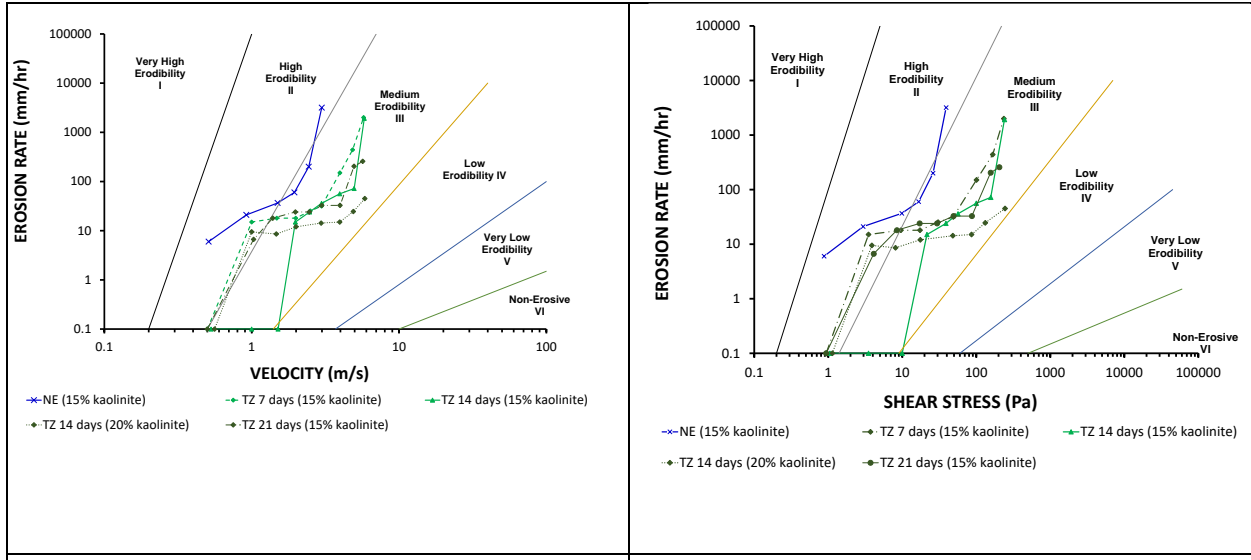 100000
10000
1000
100
10
1
0.1
EROSION RATE (mm/hr)
Very High
Erodibility
I
High
Erodibility
II
Medium
Erodibility
III
Low
Erodibility IV
Very Low
Erodibility
V
Non-Erosive
VI
0.1
1
10
100
VELOCITY (m/s)
NE (15% kaolinite)
TZ 7 days (15% kaolinite)
TZ 14 days (15% kaolinite)
TZ 14 days (20% kaolinite)
TZ 21 days (15% kaolinite)
100000
10000
1000
100
10
1
0.1
EROSION RATE (mm/hr)
Very High
Erodibility
I
High
Erodibility
II
Medium
Erodibility
III
Low
Erodibility
IV
Very Low
Erodibility
V
Non-Erosive
VI
0.1
1
10
100
1000
10000
100000
SHEAR STRESS (Pa)
NE (15% kaolinite)
TZ 7 days (15% kaolinite)
TZ 14 days (15% kaolinite)
TZ 14 days (20% kaolinite)
TZ 21 days (15% kaolinite)